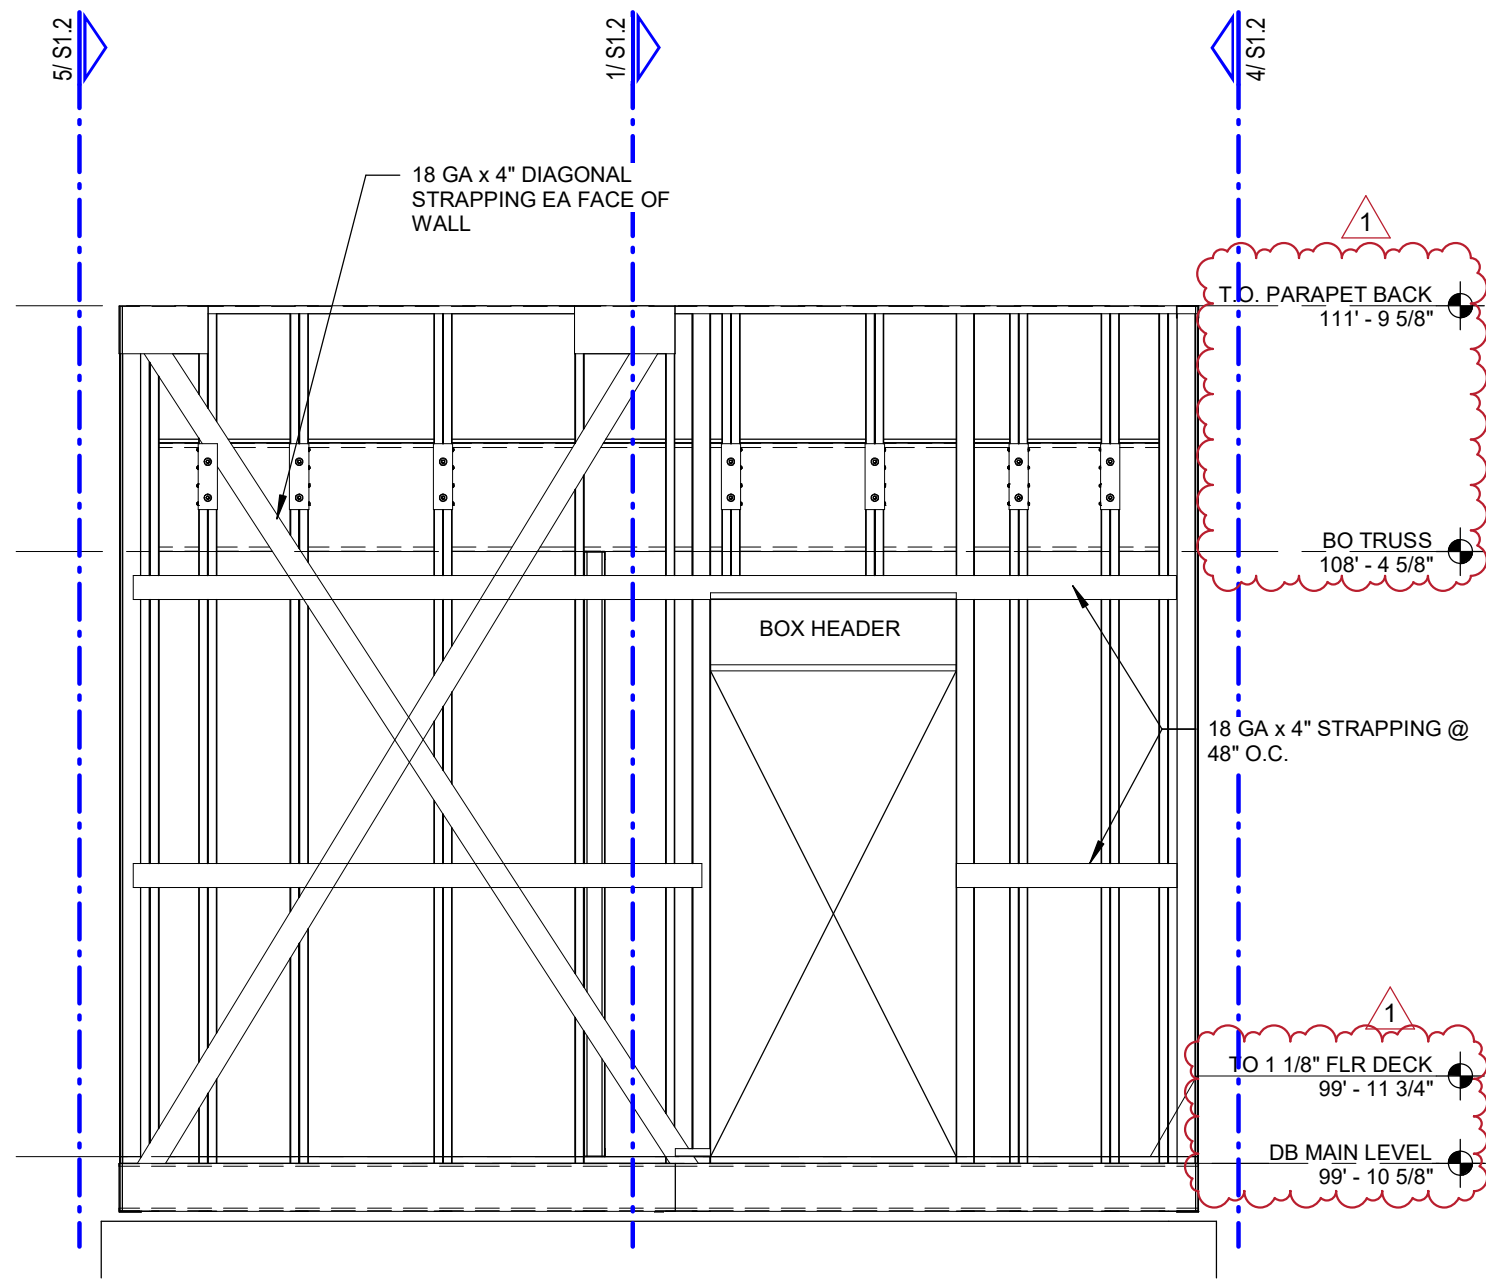 5/ S1.2
1/ S1.2
4/ S1.2
18 GA x 4" DIAGONAL
STRAPPING EA FACE OF
WALL
1
T.O. PARAPET BACK
111' - 9 5/8"
BO TRUSS
108' - 4 5/8"
BOX HEADER
18 GA x 4" STRAPPING @
48" O.C.
1
TO 1 1/8" FLR DECK
99' - 11 3/4"
DB MAIN LEVEL
99' - 10 5/8"